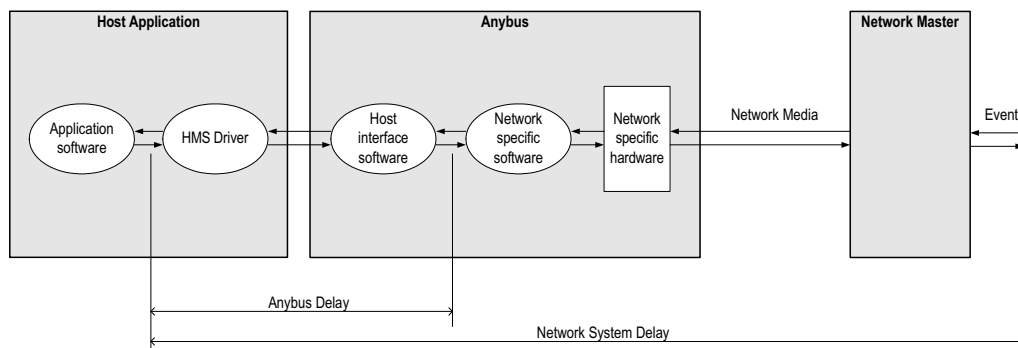 Host Application
Anybus
Network Master
Application
software
HMS Driver
Host
interface
software
Network
specific
software
Network
specific
hardware
Network Media
Event
Anybus Delay
Network System Delay